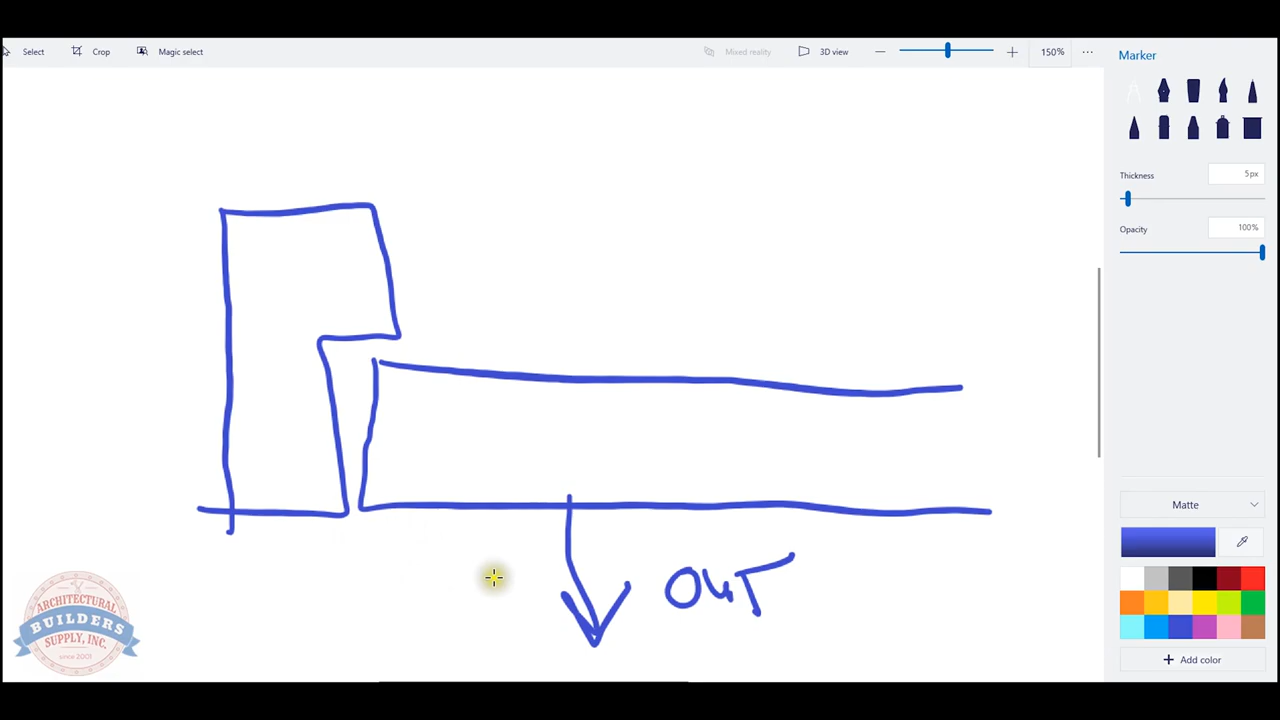 Select Crop Magic select Mixed reality 3D view 150%
Marker
Thickness 5px
Opacity 100%
OUT
Matte
Add color
ARCHITECTURAL
BUILDERS
SUPPLY, INC.
since 2001